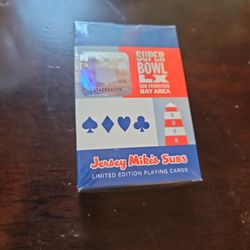 SUPER
BOWL
LX
SAN FRANCISCO
BAY AREA
Jersey Mike's Subs
LIMITED EDITION PLAYING CARDS